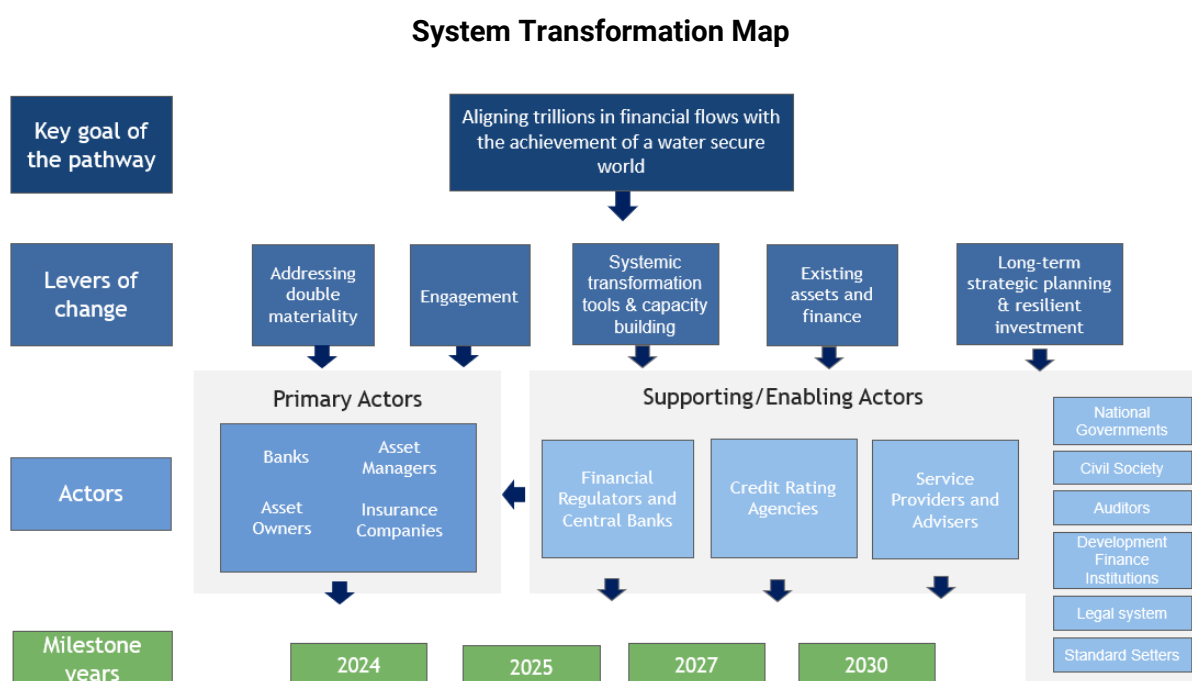 System Transformation Map
Key goal of
the pathway
Aligning trillions in financial flows with
the achievement of a water secure
world
Levers of
change
Addressing
double
materiality
Engagement
Systemic
transformation
tools & capacity
building
Existing
assets and
finance
Long-term
strategic planning
& resilient
investment
Actors
Primary Actors
Banks
Asset
Managers
Asset
Owners
Insurance
Companies
Supporting/Enabling Actors
Financial
Regulators and
Central Banks
Credit Rating
Agencies
Service
Providers and
Advisers
National
Governments
Civil Society
Auditors
Development
Finance
Institutions
Legal system
Standard Setters
Milestone
years
2024
2025
2027
2030